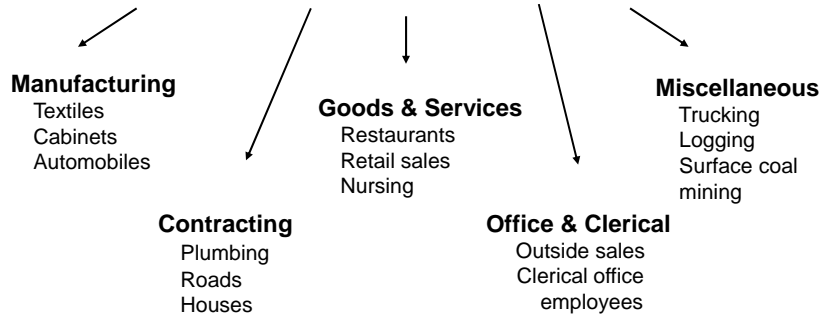 Manufacturing
Textiles
Cabinets
Automobiles
Contracting
Plumbing
Roads
Houses
Goods & Services
Restaurants
Retail sales
Nursing
Office & Clerical
Outside sales
Clerical office
employees
Miscellaneous
Trucking
Logging
Surface coal
mining